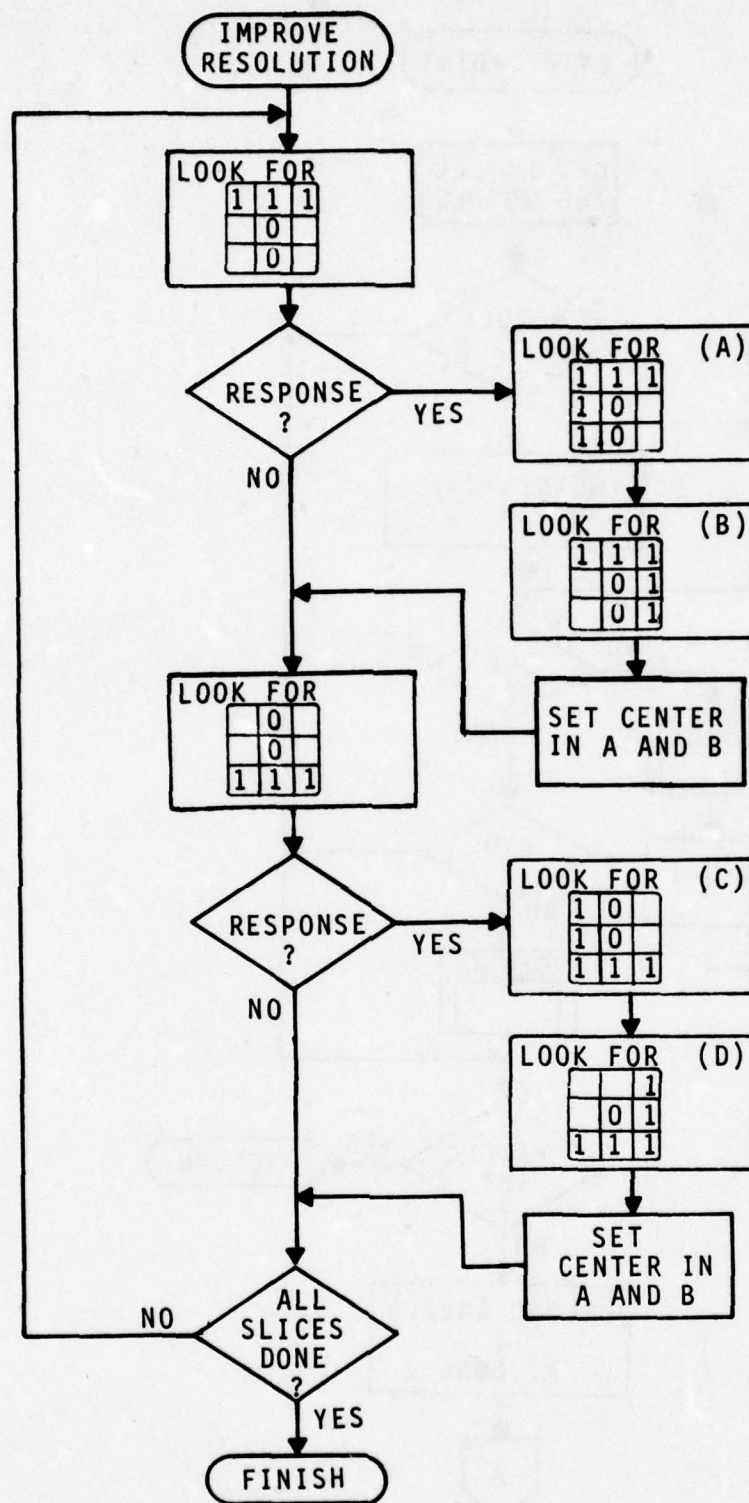 IMPROVE
RESOLUTION
LOOK FOR
1 1 1
0
0
RESPONSE
?
YES
NO
LOOK FOR (A)
1 1 1
1 0
1 0
LOOK FOR (B)
1 1 1
0 1
0 1
SET CENTER
IN A AND B
LOOK FOR
0
0
1 1 1
RESPONSE
?
YES
NO
LOOK FOR (C)
1 0
1 0
1 1 1
LOOK FOR (D)
1
0 1
1 1 1
SET
CENTER IN
A AND B
ALL
SLICES
DONE
?
NO
YES
FINISH